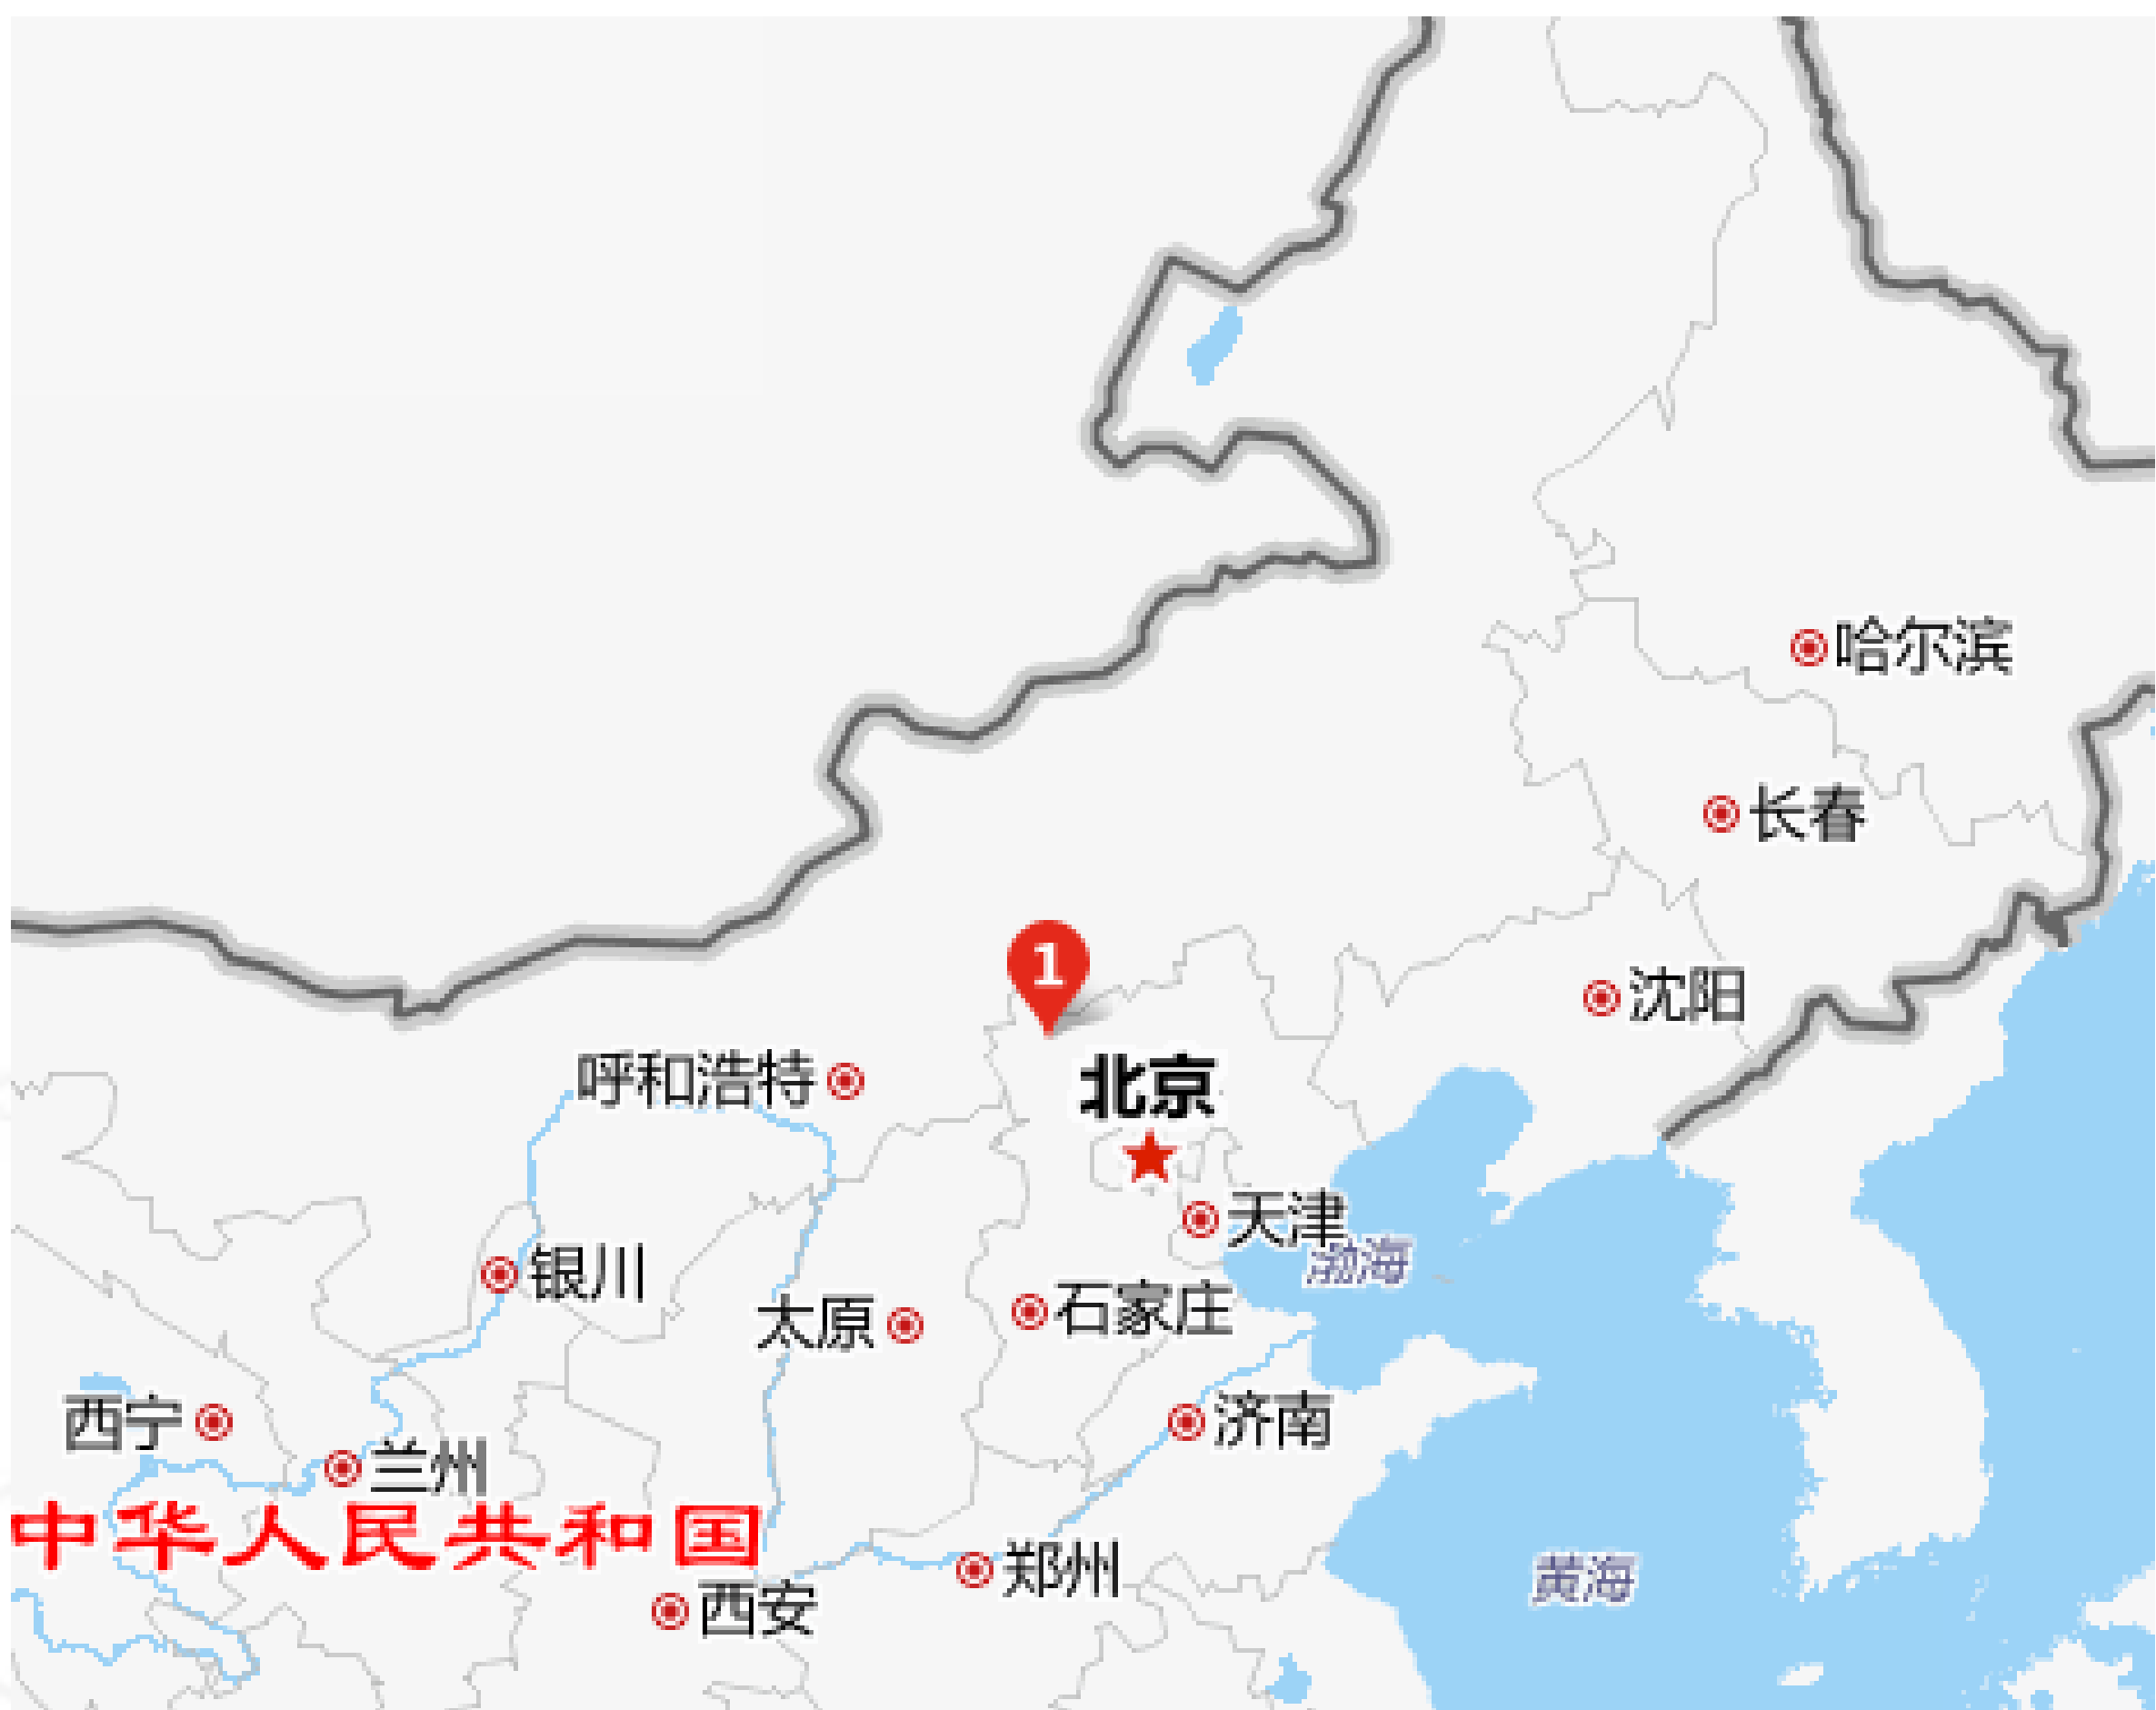 哈尔滨
长春
1
沈阳
呼和浩特
北京
天津
渤海
银川
太原
石家庄
西宁
济南
兰州
中华人民共和国
郑州
黄海
西安